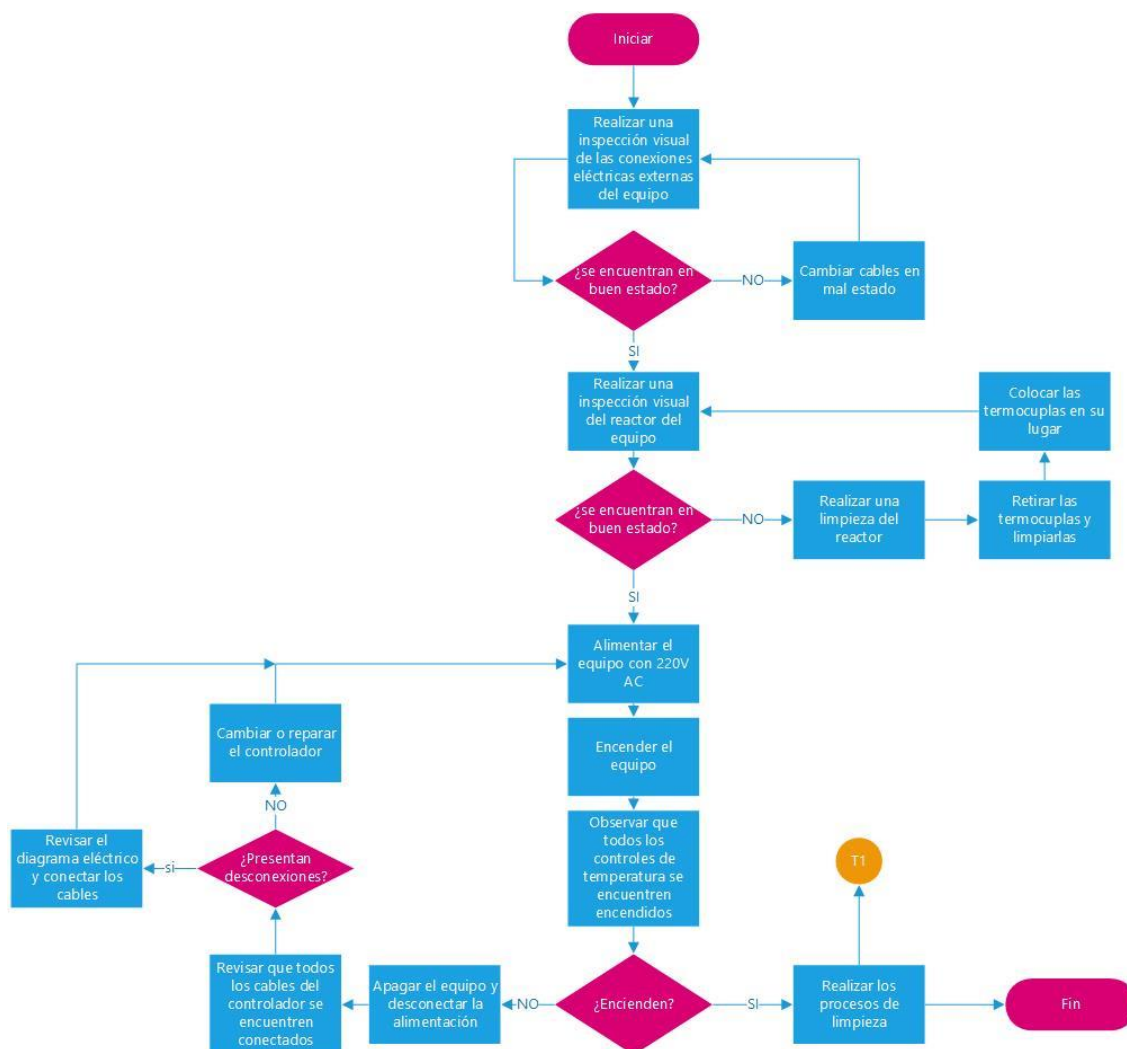 Iniciar
Realizar una
inspección visual
de las conexiones
eléctricas externas
del equipo
¿se encuentran en
buen estado?
NO
Cambiar cables en
mal estado
SI
Realizar una
inspección visual
del reactor del
equipo
Colocar las
termocuplas en su
lugar
¿se encuentran en
buen estado?
NO
Realizar una
limpieza del
reactor
Retirar las
termocuplas y
limpiarlas
SI
Alimentar el
equipo con 220V
AC
Cambiar o reparar
el controlador
Encender el
equipo
NO
Revisar el
diagrama eléctrico
y conectar los
cables
si
¿Presentan
desconexiones?
Observar que
todos los
controles de
temperatura se
encuentren
encendidos
T1
Revisar que todos
los cables del
controlador se
encuentren
conectados
Apagar el equipo y
desconectar la
alimentación
NO
¿Encienden?
SI
Realizar los
procesos de
limpieza
Fin